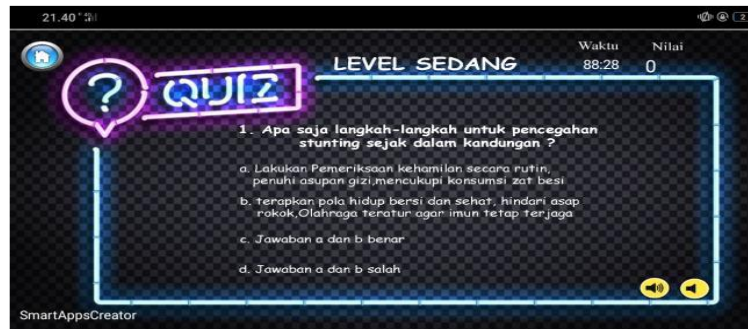 21.40
QUIZ
?
LEVEL SEDANG
Waktu
Nilai
88:28
0
1. Apa saja langkah-langkah untuk pencegahan
stunting sejak dalam kandungan ?
a. Lakukan Pemeriksaan kehamilan secara rutin,
penuhi asupan gizi,mencukupi konsumsi zat besi
b. terapkan pola hidup bersi dan sehat, hindari asap
rokok,Olahraga teratur agar imun tetap terjaga
c. Jawaban a dan b benar
d. Jawaban a dan b salah
SmartAppsCreator